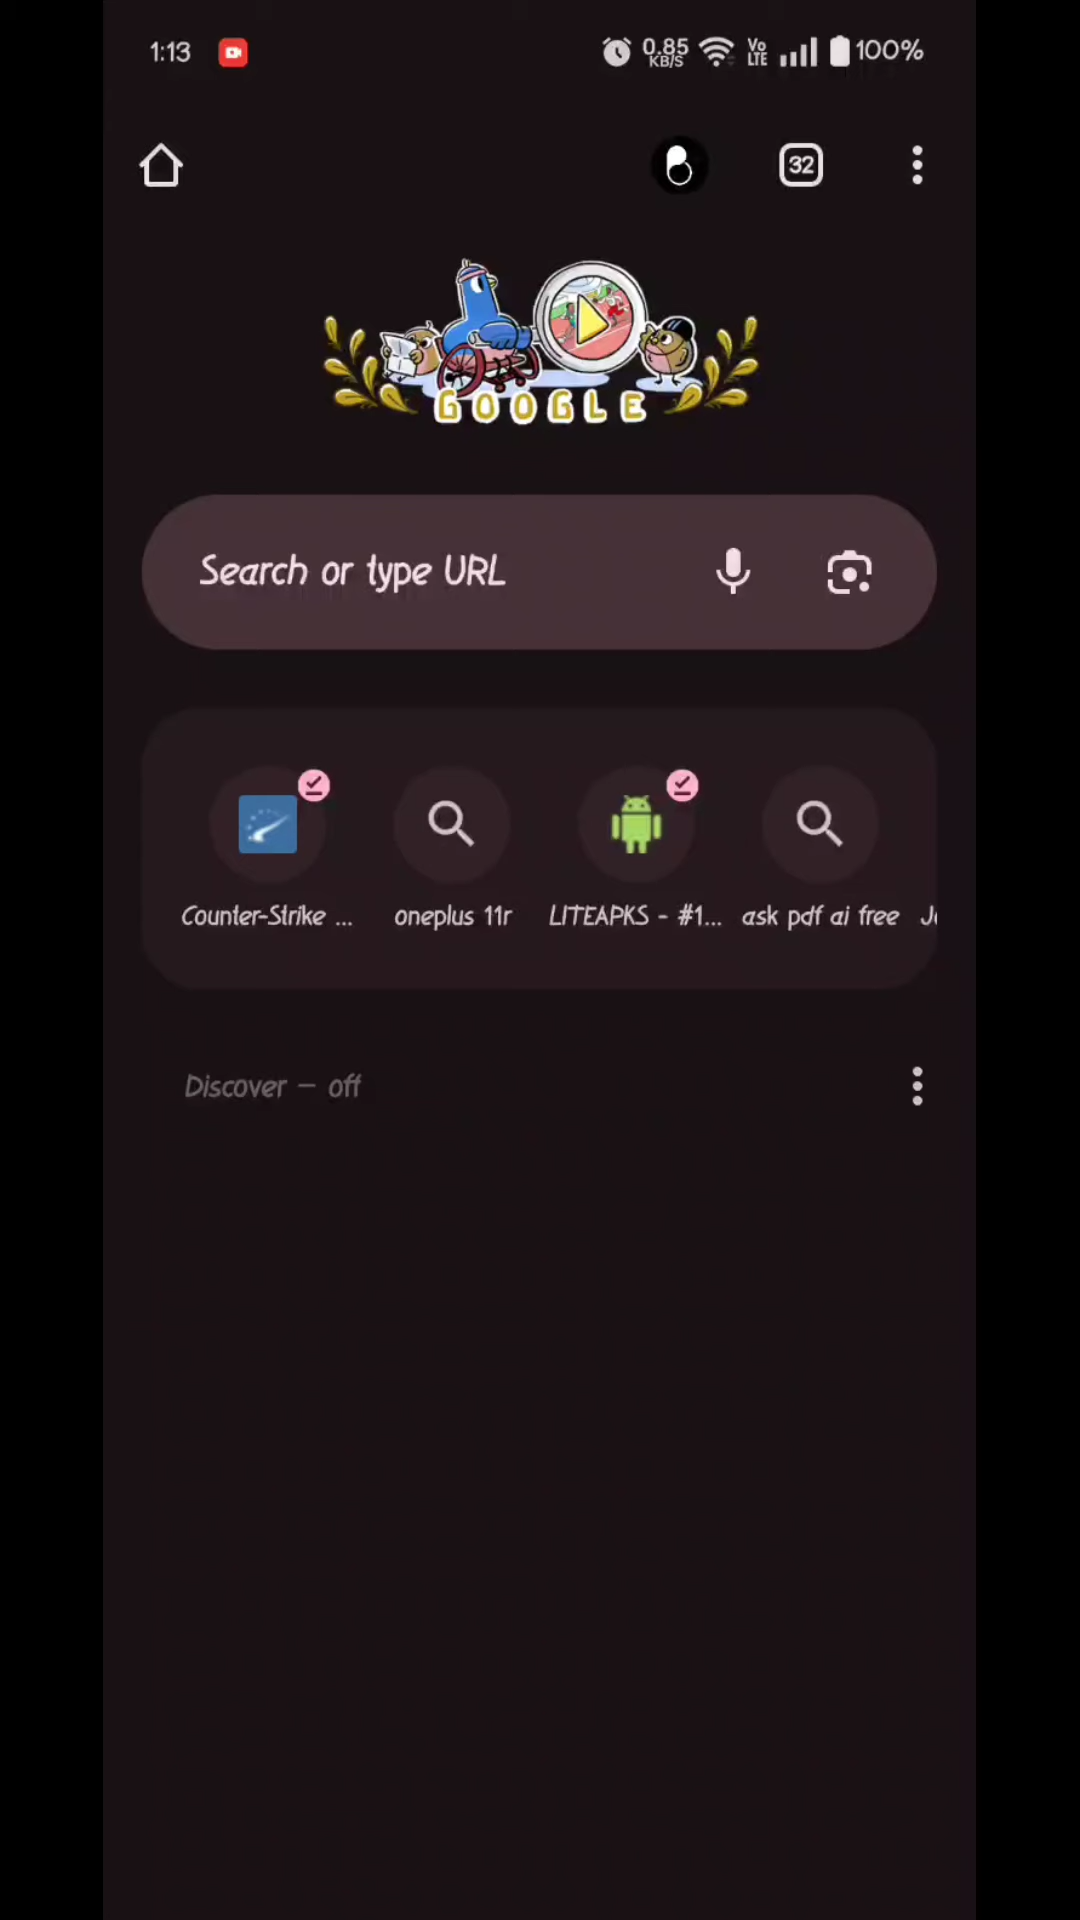 1:13 0.85 KB/S Vo LTE 100%
32
GOOGLE
Search or type URL
Counter-Strike ... oneplus 11r LITEAPKS - #1... ask pdf ai free
Discover – off